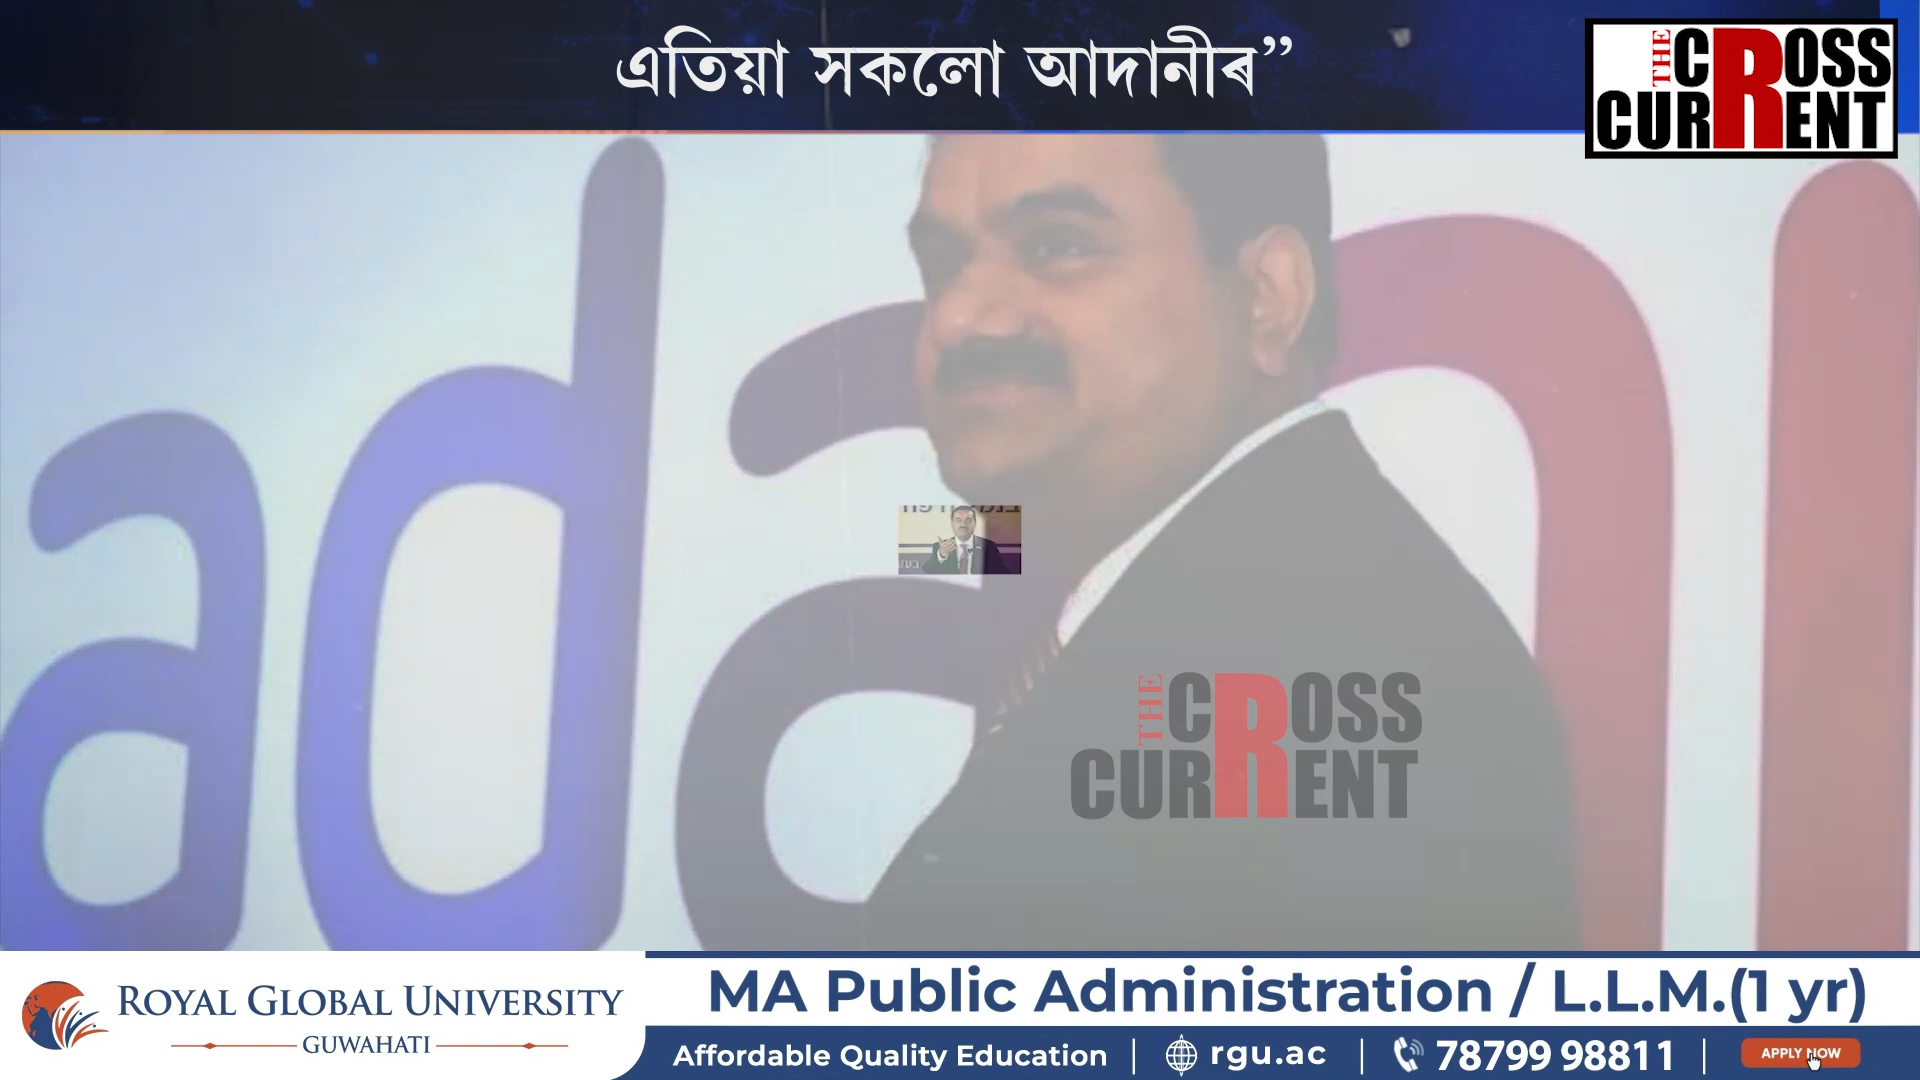 এতিয়া সকলো আদানীৰ”
THE CROSS
CURRENT
adani
THE CROSS
CURRENT
ROYAL GLOBAL UNIVERSITY
GUWAHATI
MA Public Administration / L.L.M.(1 yr)
Affordable Quality Education | rgu.ac | 78799 98811 | APPLY NOW